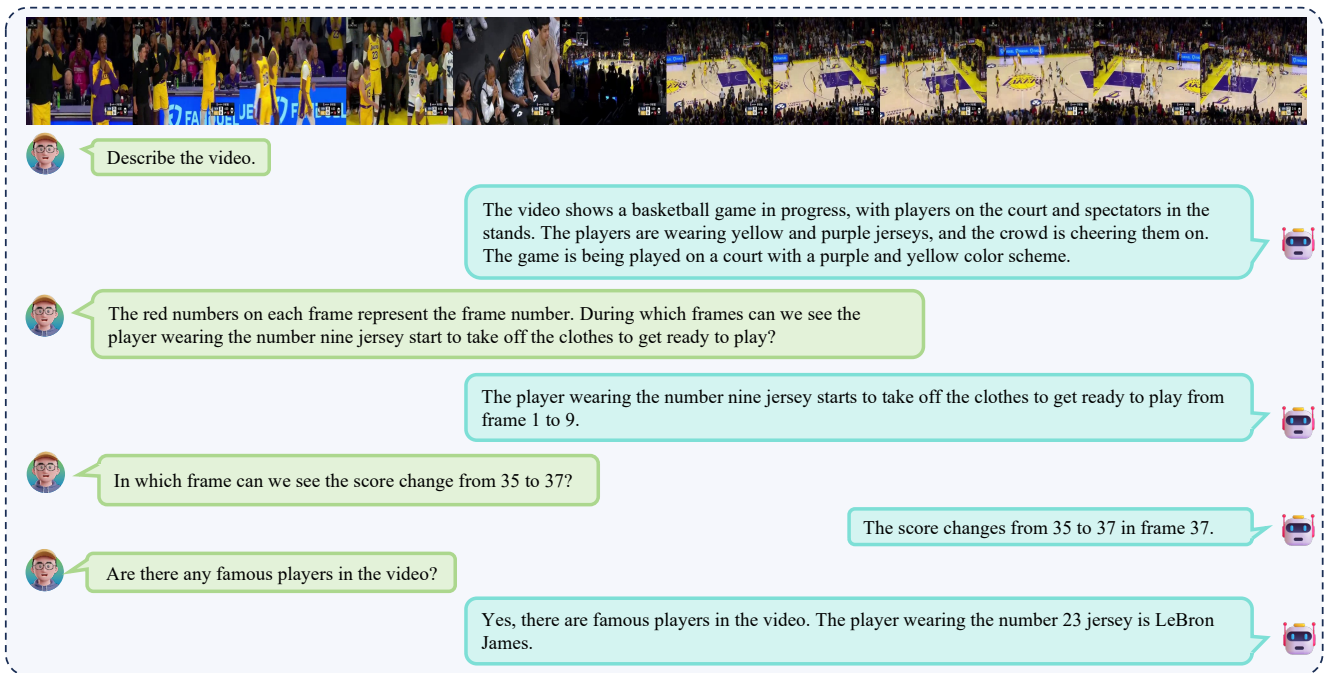 FANDUEL
Describe the video.
The video shows a basketball game in progress, with players on the court and spectators in the
stands. The players are wearing yellow and purple jerseys, and the crowd is cheering them on.
The game is being played on a court with a purple and yellow color scheme.
The red numbers on each frame represent the frame number. During which frames can we see the
player wearing the number nine jersey start to take off the clothes to get ready to play?
The player wearing the number nine jersey starts to take off the clothes to get ready to play from
frame 1 to 9.
In which frame can we see the score change from 35 to 37?
The score changes from 35 to 37 in frame 37.
Are there any famous players in the video?
Yes, there are famous players in the video. The player wearing the number 23 jersey is LeBron
James.